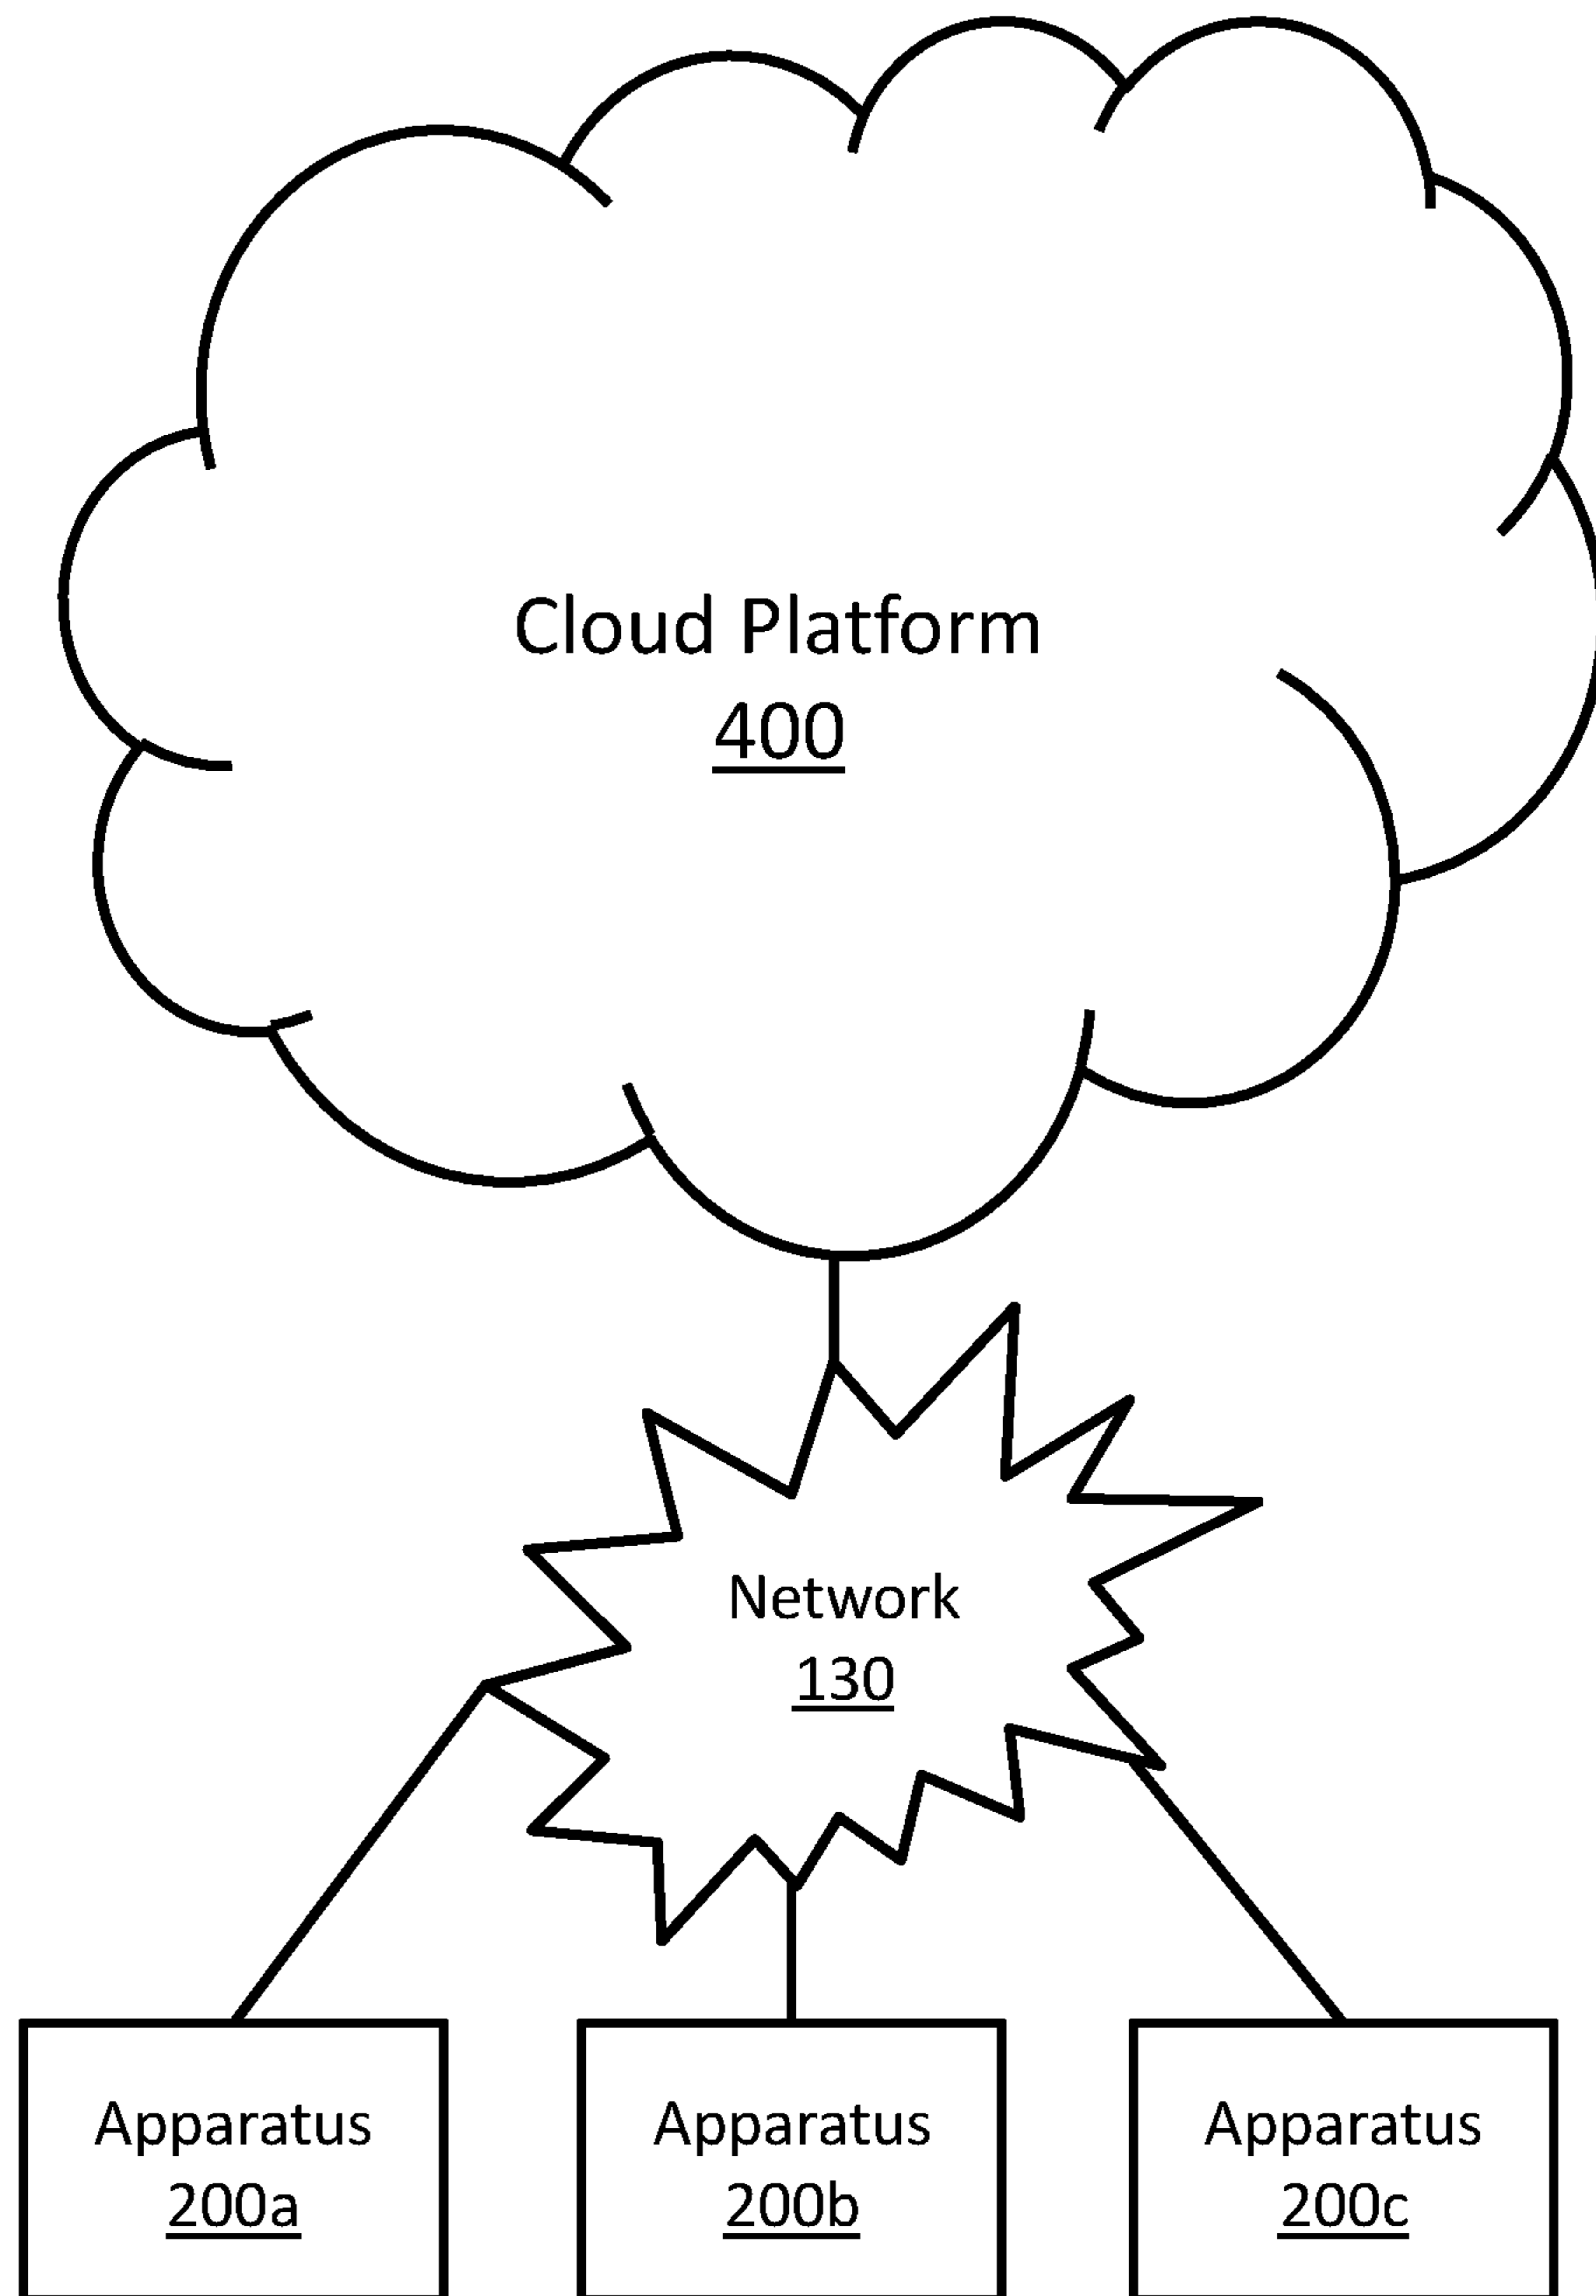 Cloud Platform
400
Network
130
Apparatus
200a
Apparatus
200b
Apparatus
200c